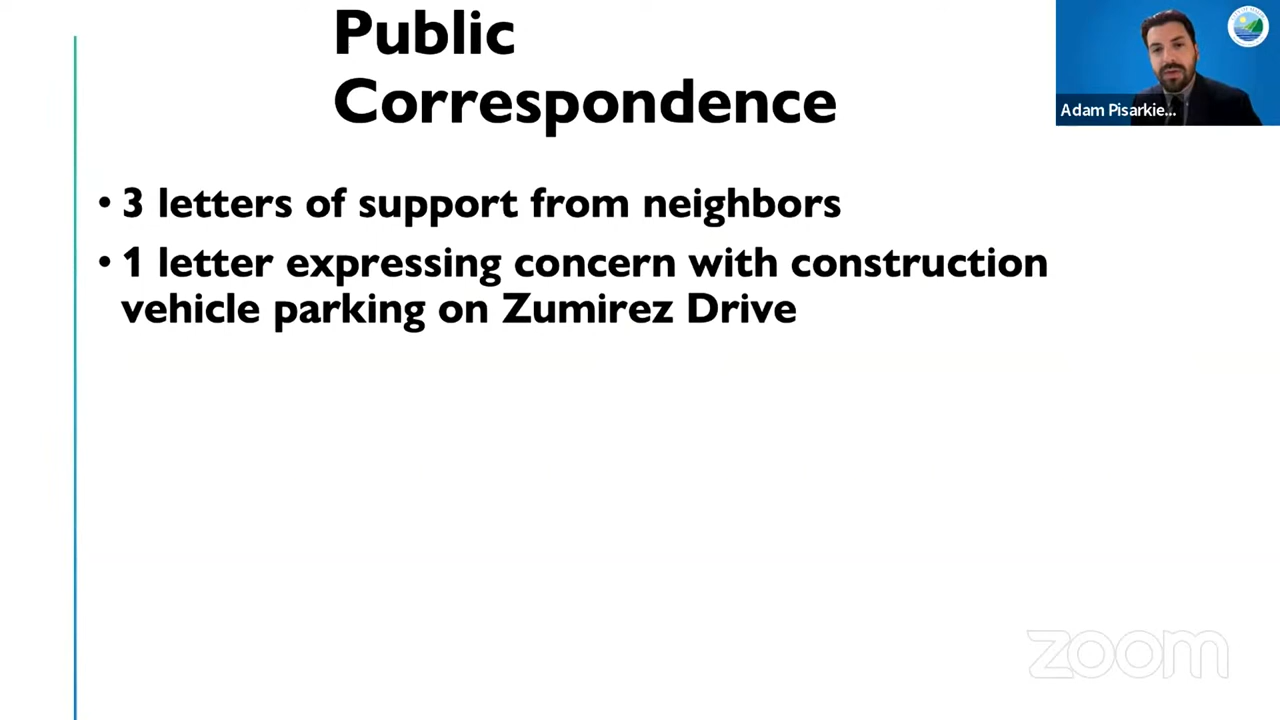 Public
Correspondence
Adam Pisarkie...
• 3 letters of support from neighbors
• 1 letter expressing concern with construction
vehicle parking on Zumirez Drive
zoom